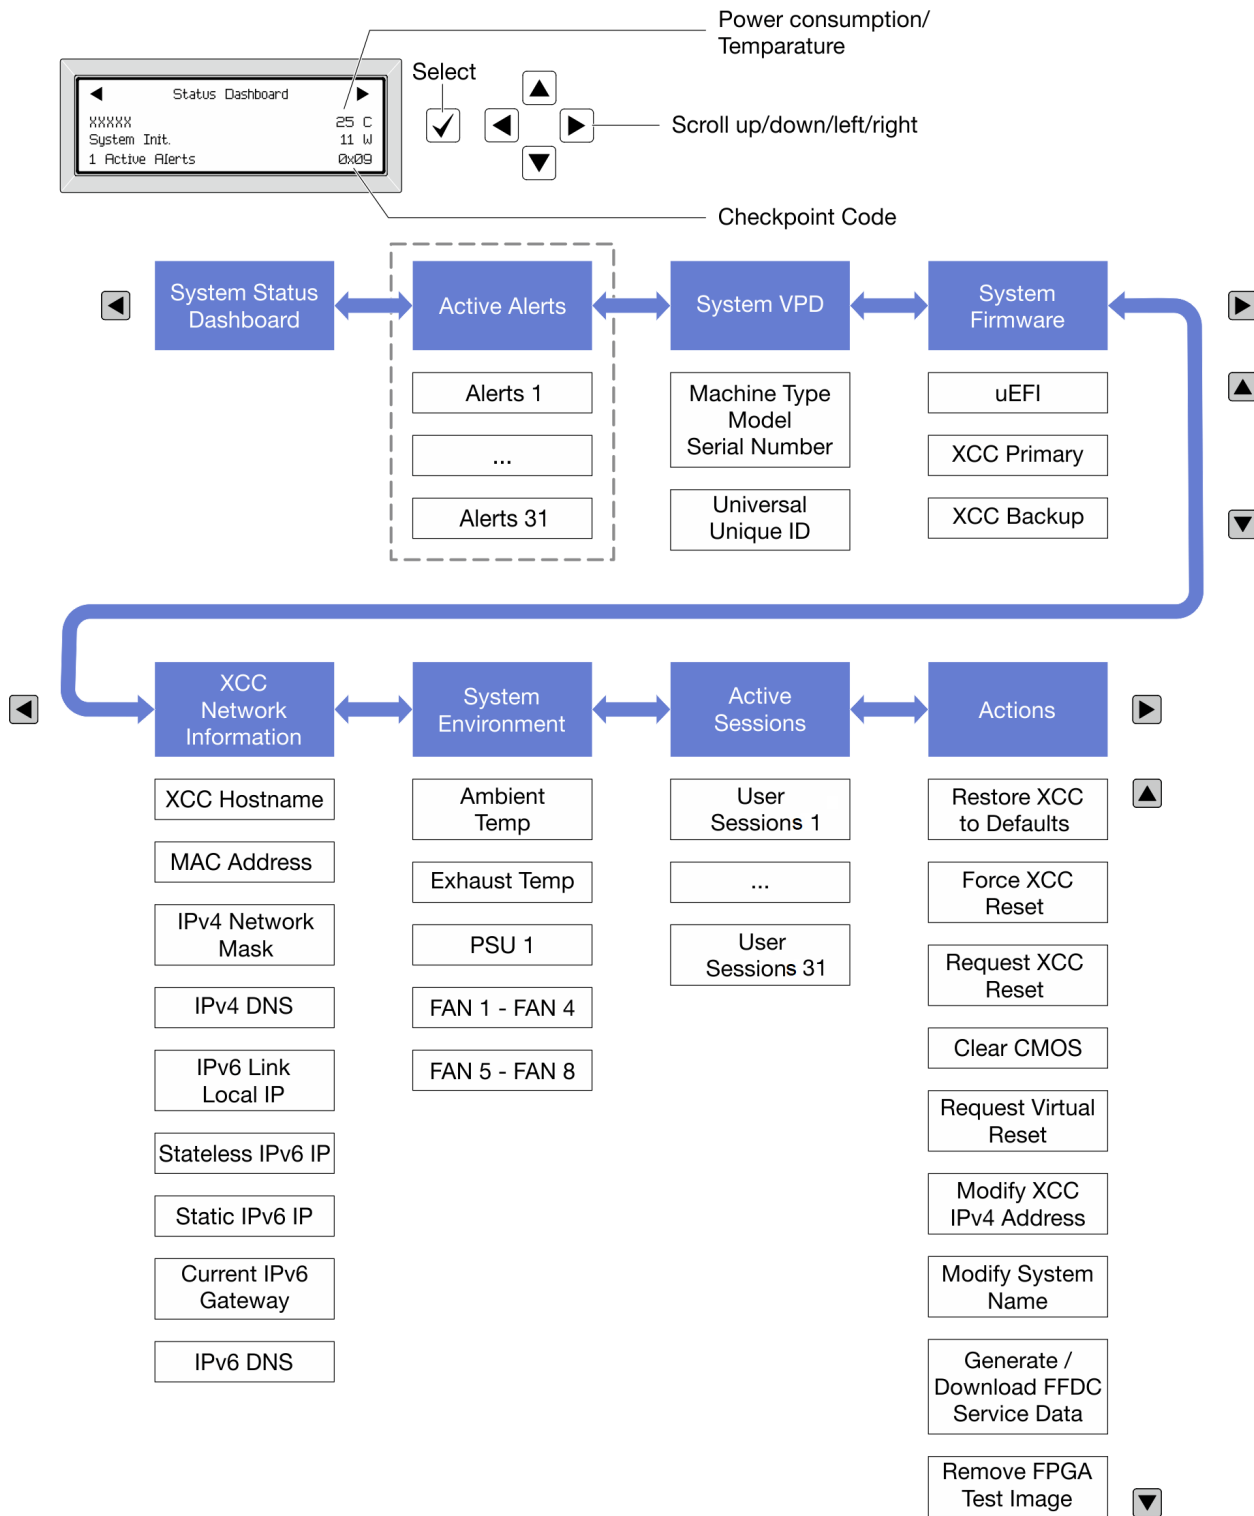 Power consumption/
Temparature
Select
Status Dashboard
XXXXX 25 C
System Init. 11 W
1 Active Alerts 0x09
Scroll up/down/left/right
Checkpoint Code
System Status
Dashboard
Active Alerts
System VPD
System
Firmware
Alerts 1
...
Alerts 31
Machine Type
Model
Serial Number
Universal
Unique ID
uEFI
XCC Primary
XCC Backup
XCC
Network
Information
System
Environment
Active
Sessions
Actions
XCC Hostname
MAC Address
IPv4 Network
Mask
IPv4 DNS
IPv6 Link
Local IP
Stateless IPv6 IP
Static IPv6 IP
Current IPv6
Gateway
IPv6 DNS
Ambient
Temp
Exhaust Temp
PSU 1
FAN 1 - FAN 4
FAN 5 - FAN 8
User
Sessions 1
...
User
Sessions 31
Restore XCC
to Defaults
Force XCC
Reset
Request XCC
Reset
Clear CMOS
Request Virtual
Reset
Modify XCC
IPv4 Address
Modify System
Name
Generate /
Download FFDC
Service Data
Remove FPGA
Test Image